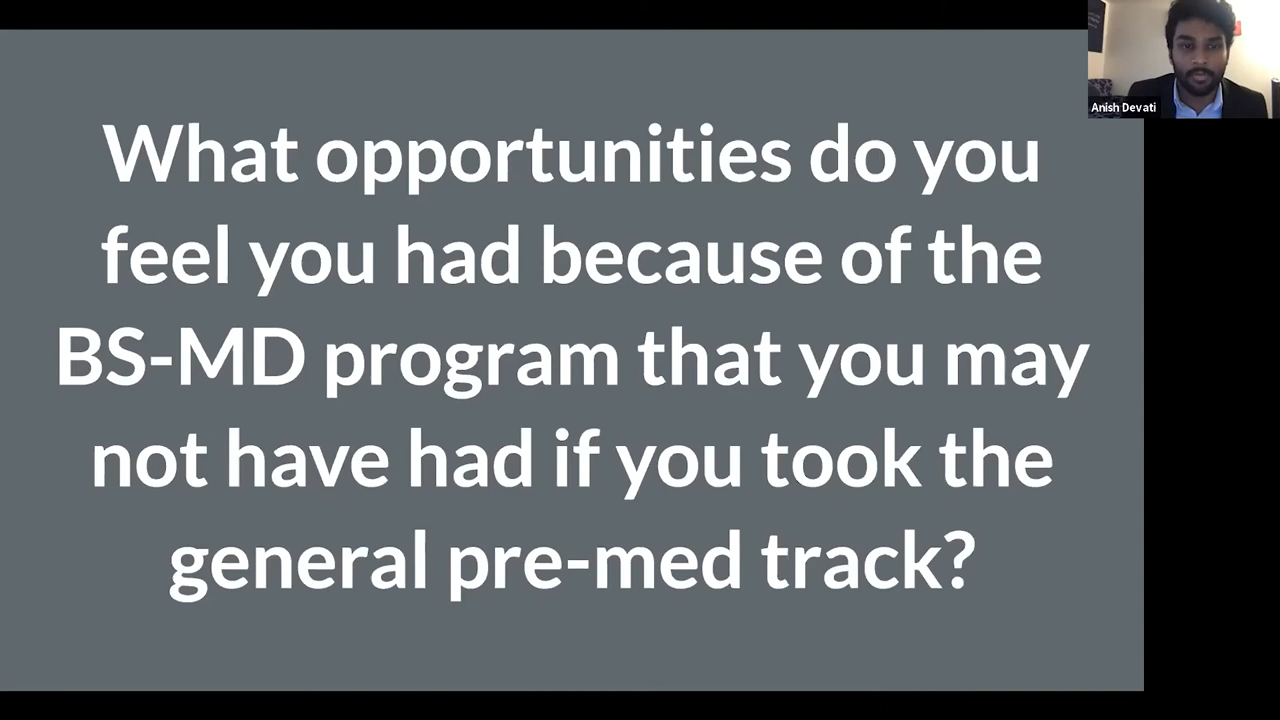 What opportunities do you
feel you had because of the
BS-MD program that you may
not have had if you took the
general pre-med track?
Anish Devati